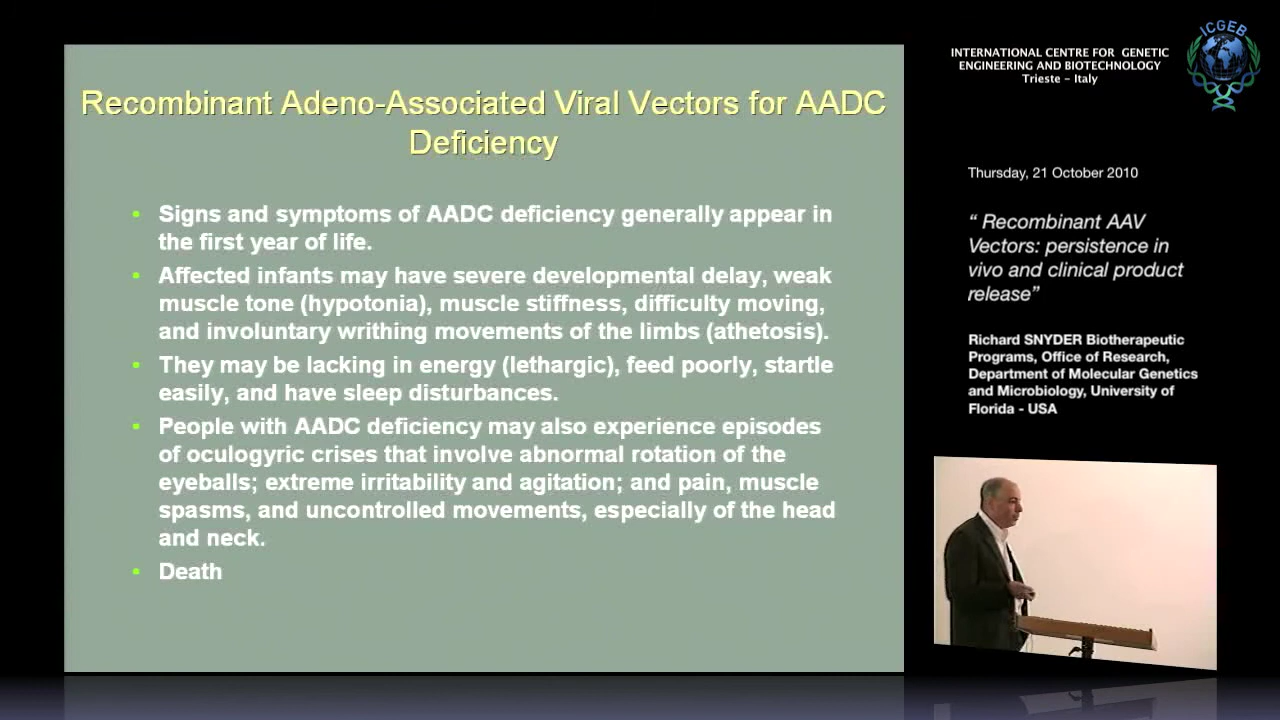 Recombinant Adeno-Associated Viral Vectors for AADC
Deficiency
• Signs and symptoms of AADC deficiency generally appear in
the first year of life.
• Affected infants may have severe developmental delay, weak
muscle tone (hypotonia), muscle stiffness, difficulty moving,
and involuntary writhing movements of the limbs (athetosis).
• They may be lacking in energy (lethargic), feed poorly, startle
easily, and have sleep disturbances.
• People with AADC deficiency may also experience episodes
of oculogyric crises that involve abnormal rotation of the
eyeballs; extreme irritability and agitation; and pain, muscle
spasms, and uncontrolled movements, especially of the head
and neck.
• Death
INTERNATIONAL CENTRE FOR GENETIC
ENGINEERING AND BIOTECHNOLOGY
Trieste - Italy
ICGEB
Thursday, 21 October 2010
“ Recombinant AAV
Vectors: persistence in
vivo and clinical product
release”
Richard SNYDER Biotherapeutic
Programs, Office of Research,
Department of Molecular Genetics
and Microbiology, University of
Florida - USA